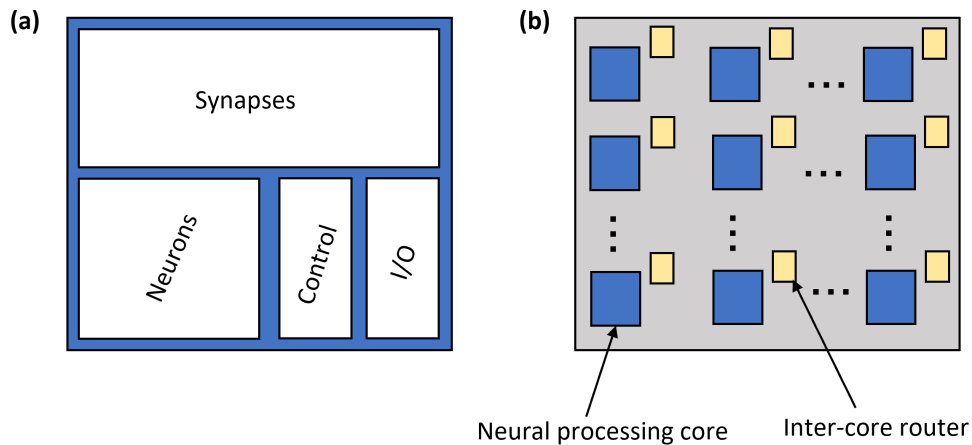 (a)
Synapses
Neurons
Control
I/O
(b)
Neural processing core
Inter-core router